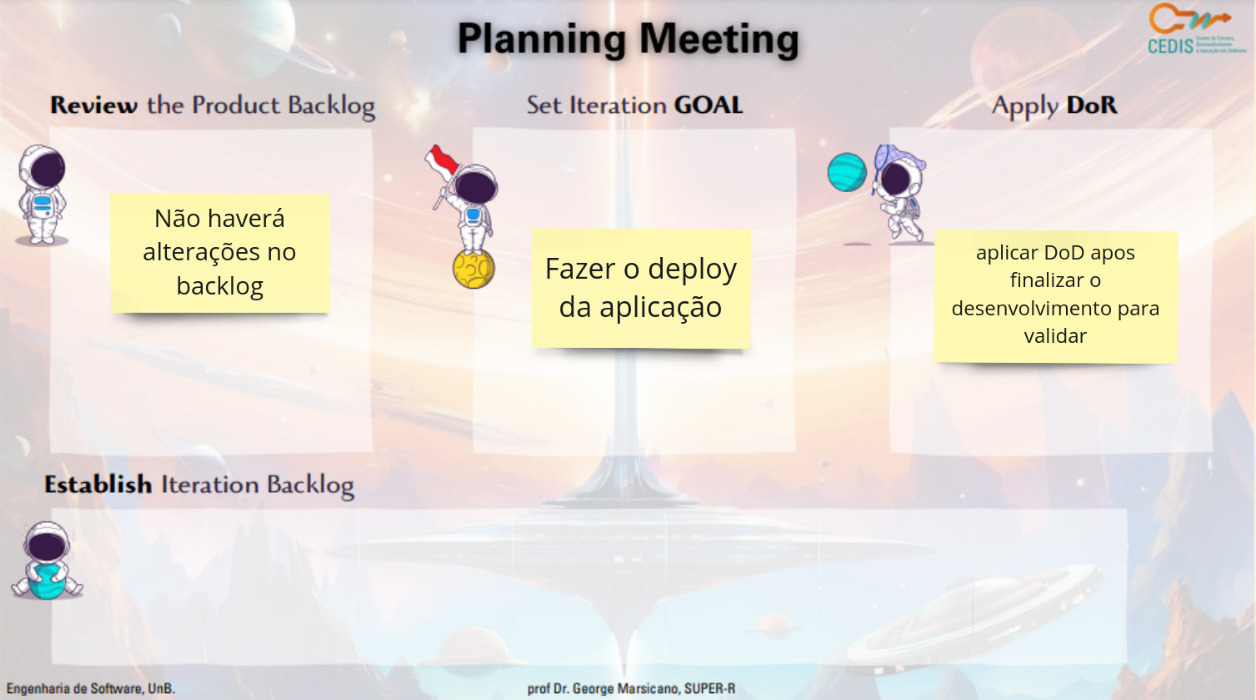 Planning Meeting
CEDIS
Review the Product Backlog
Não haverá
alterações no
backlog
Set Iteration GOAL
Fazer o deploy
da aplicação
Apply DoR
aplicar DoD apos
finalizar o
desenvolvimento para
validar
Establish Iteration Backlog
Engenharia de Software, UnB.
prof Dr. George Marsicano, SUPER-R